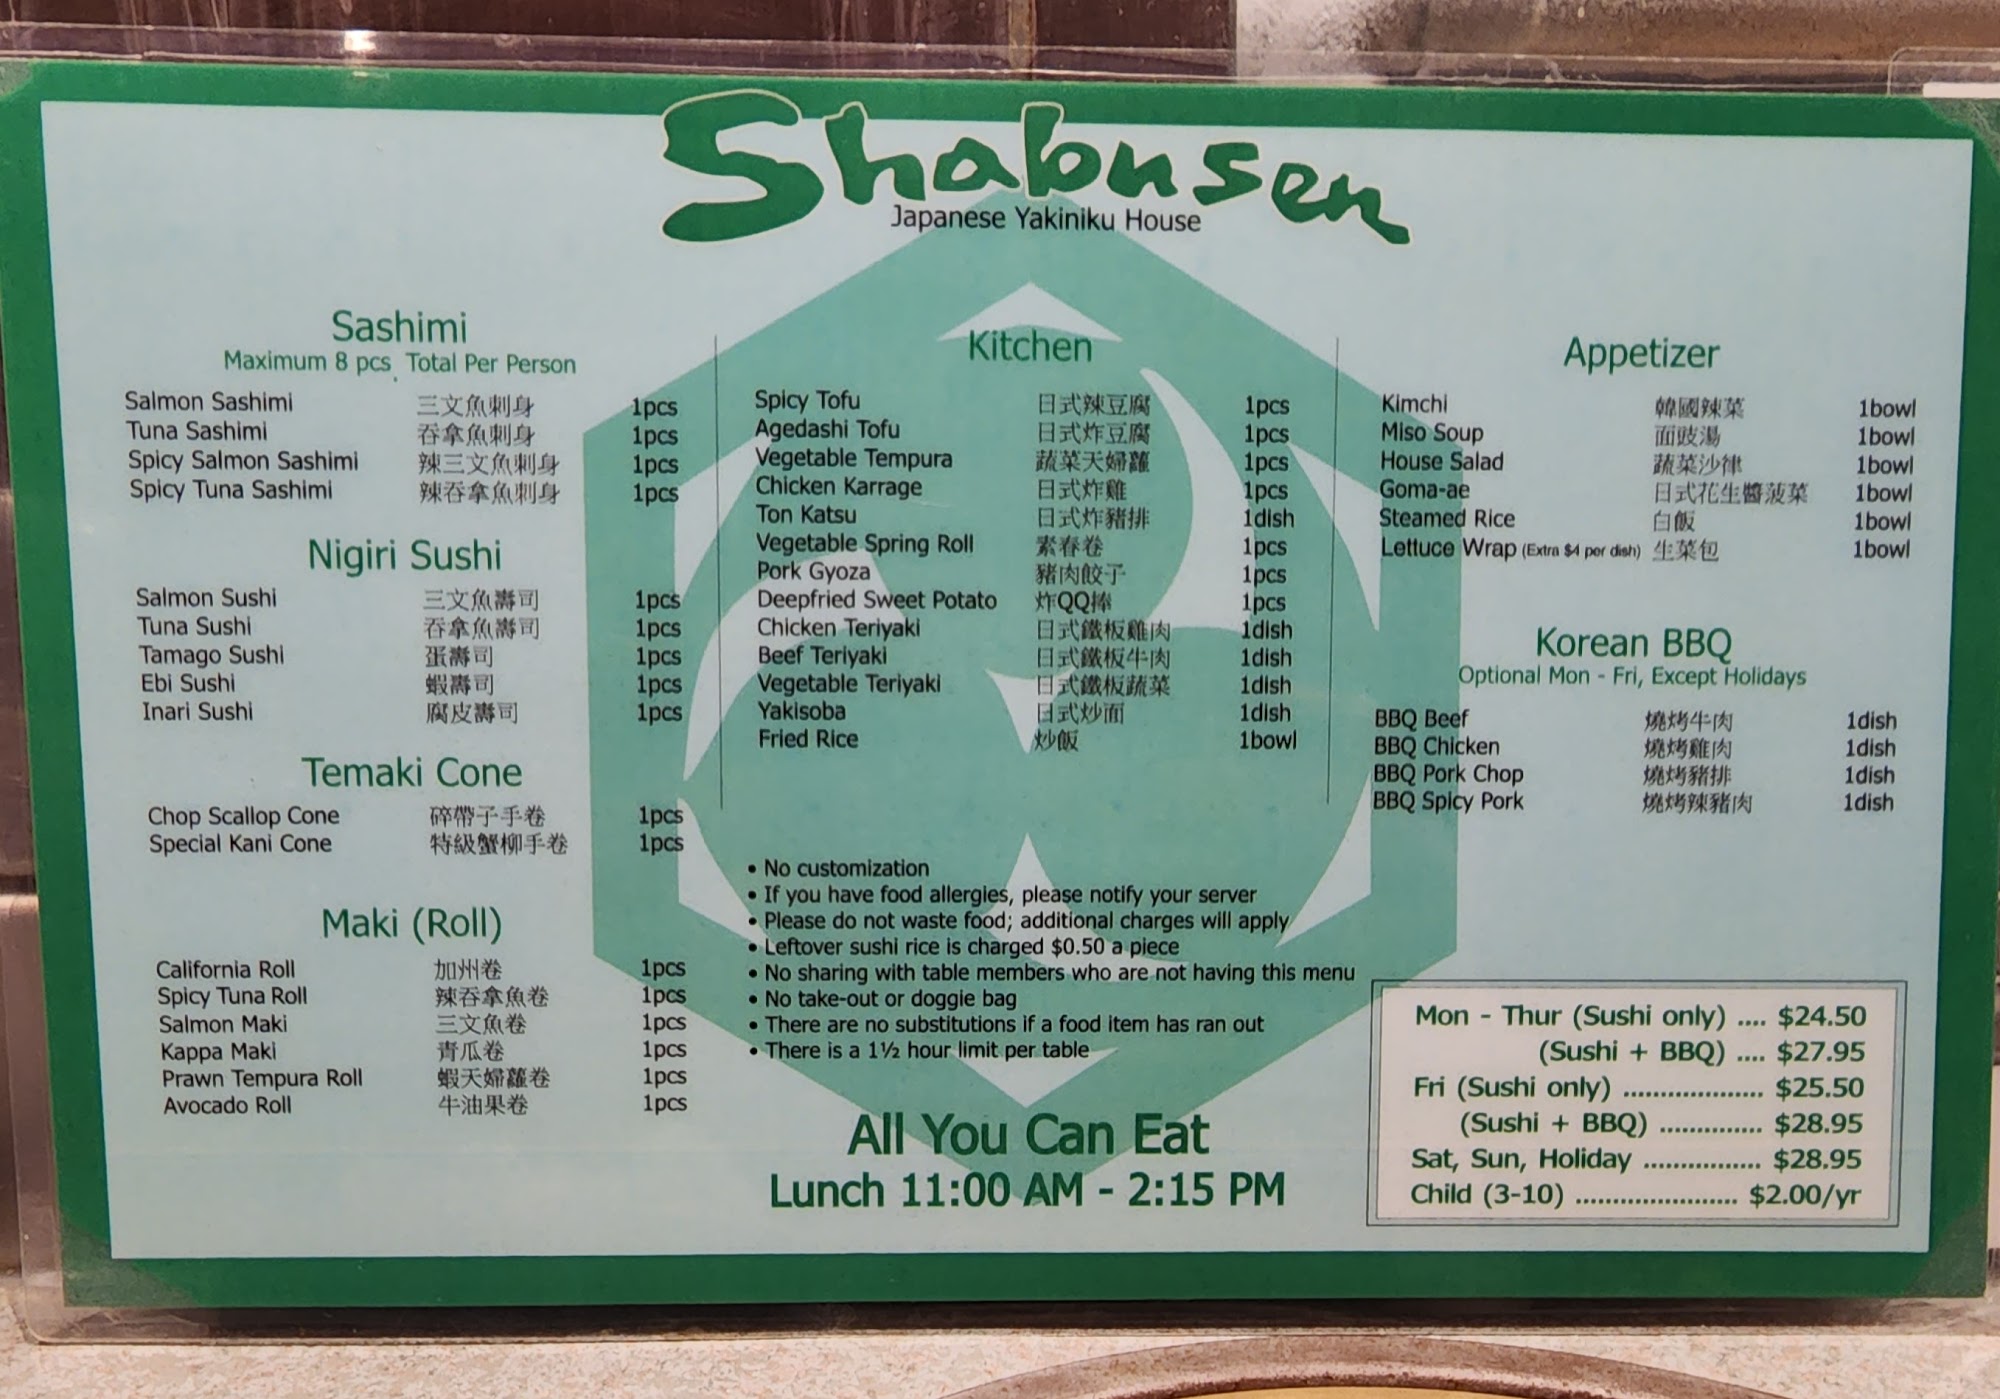 Shabusen
Japanese Yakiniku House
Sashimi
Maximum 8 pcs Total Per Person
Salmon Sashimi 三文魚刺身 1pcs
Tuna Sashimi 吞拿魚刺身 1pcs
Spicy Salmon Sashimi 辣三文魚刺身 1pcs
Spicy Tuna Sashimi 辣吞拿魚刺身 1pcs
Nigiri Sushi
Salmon Sushi 三文魚壽司 1pcs
Tuna Sushi 吞拿魚壽司 1pcs
Tamago Sushi 蛋壽司 1pcs
Ebi Sushi 蝦壽司 1pcs
Inari Sushi 腐皮壽司 1pcs
Temaki Cone
Chop Scallop Cone 碎帶子手卷 1pcs
Special Kani Cone 特級蟹柳手卷 1pcs
Maki (Roll)
California Roll 加州卷 1pcs
Spicy Tuna Roll 辣吞拿魚卷 1pcs
Salmon Maki 三文魚卷 1pcs
Kappa Maki 青瓜卷 1pcs
Prawn Tempura Roll 蝦天婦蘿卷 1pcs
Avocado Roll 牛油果卷 1pcs
Kitchen
Spicy Tofu 日式辣豆腐 1pcs
Agedashi Tofu 日式炸豆腐 1pcs
Vegetable Tempura 蔬菜天婦蘿 1pcs
Chicken Karrage 日式炸雞 1pcs
Ton Katsu 日式炸豬排 1dish
Vegetable Spring Roll 素春卷 1pcs
Pork Gyoza 豬肉餃子 1pcs
Deepfried Sweet Potato 炸QQ捧 1pcs
Chicken Teriyaki 日式鐵板雞肉 1dish
Beef Teriyaki 日式鐵板牛肉 1dish
Vegetable Teriyaki 日式鐵板蔬菜 1dish
Yakisoba 日式炒面 1dish
Fried Rice 炒飯 1bowl
• No customization
• If you have food allergies, please notify your server
• Please do not waste food; additional charges will apply
• Leftover sushi rice is charged $0.50 a piece
• No sharing with table members who are not having this menu
• No take-out or doggie bag
• There are no substitutions if a food item has ran out
• There is a 1½ hour limit per table
All You Can Eat
Lunch 11:00 AM - 2:15 PM
Appetizer
Kimchi 韓國辣菜 1bowl
Miso Soup 面豉湯 1bowl
House Salad 蔬菜沙律 1bowl
Goma-ae 日式花生醬菠菜 1bowl
Steamed Rice 白飯 1bowl
Lettuce Wrap (Extra $4 per dish) 生菜包 1bowl
Korean BBQ
Optional Mon - Fri, Except Holidays
BBQ Beef 燒烤牛肉 1dish
BBQ Chicken 燒烤雞肉 1dish
BBQ Pork Chop 燒烤豬排 1dish
BBQ Spicy Pork 燒烤辣豬肉 1dish
Mon - Thur (Sushi only) .... $24.50
(Sushi + BBQ) .... $27.95
Fri (Sushi only) .................... $25.50
(Sushi + BBQ) .............. $28.95
Sat, Sun, Holiday ................ $28.95
Child (3-10) ...................... $2.00/yr